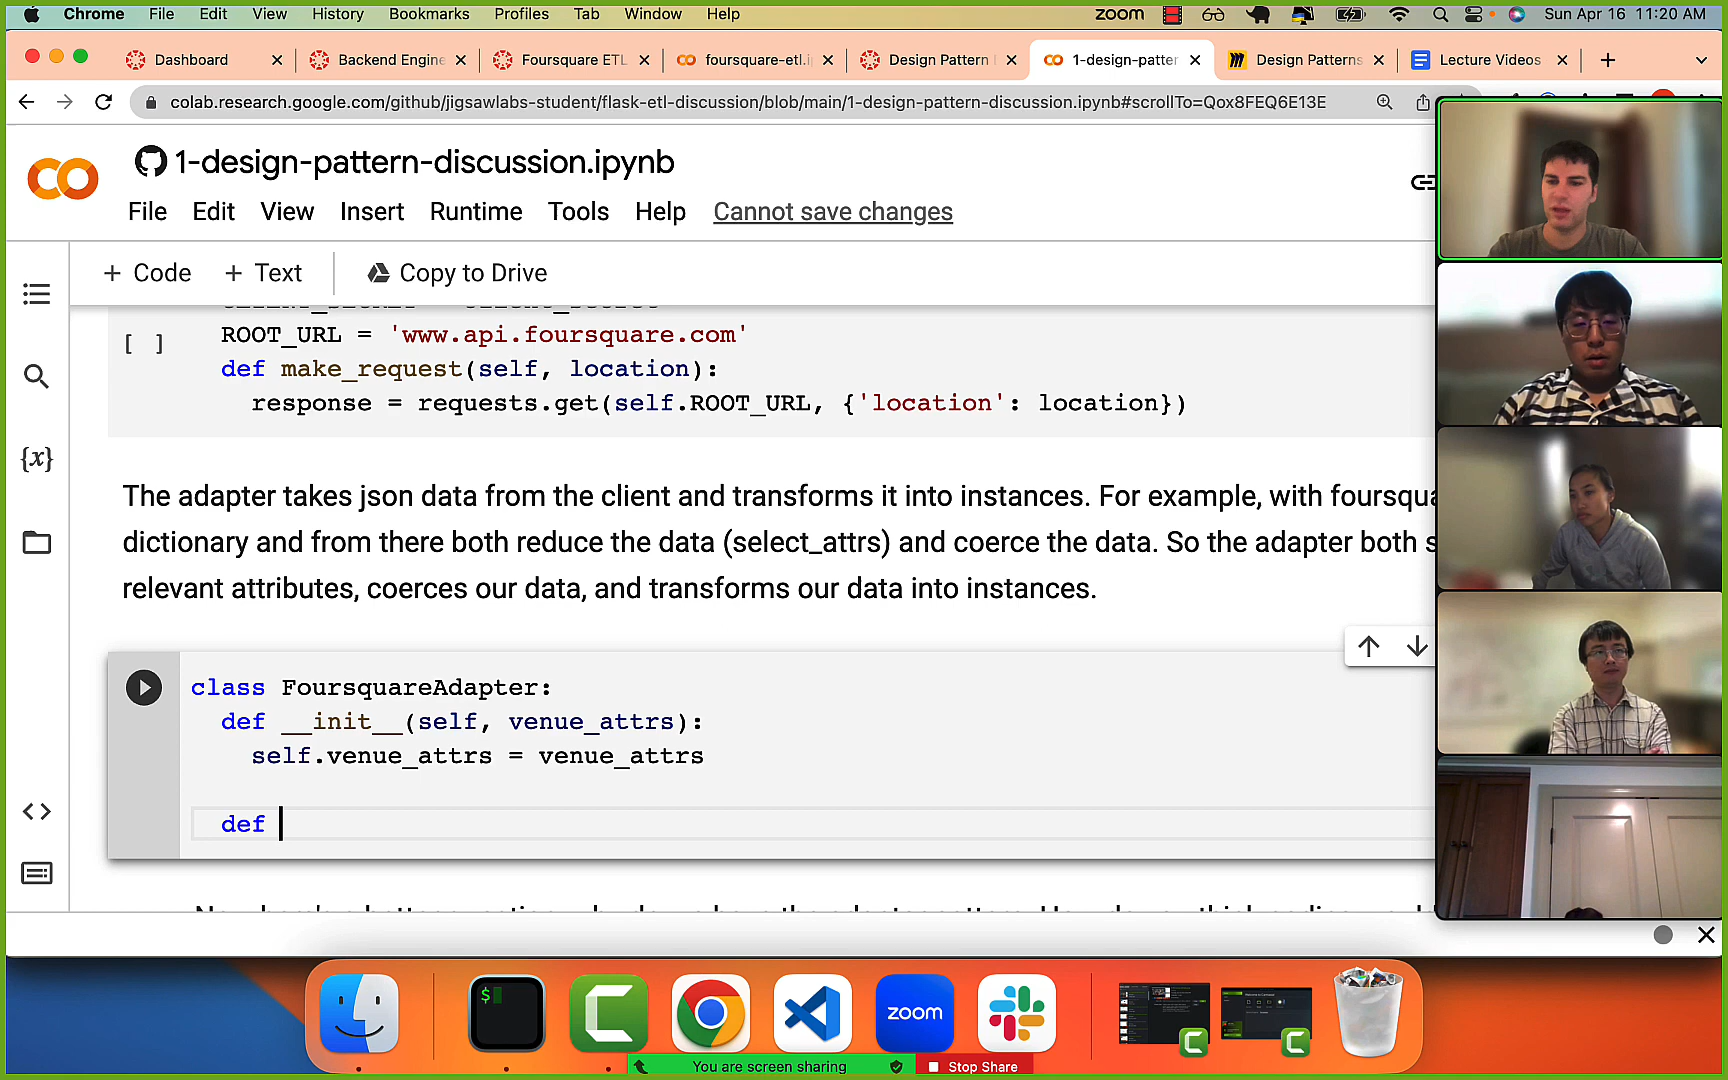 Chrome File Edit View History Bookmarks Profiles Tab Window Help zoom Sun Apr 16 11:20 AM
Dashboard Backend Engine Foursquare ETL foursquare-etl.i Design Pattern 1-design-patter Design Patterns Lecture Videos
colab.research.google.com/github/jigsawlabs-student/flask-etl-discussion/blob/main/1-design-pattern-discussion.ipynb#scrollTo=Qox8FEQ6E13E
1-design-pattern-discussion.ipynb
File Edit View Insert Runtime Tools Help Cannot save changes
+ Code + Text Copy to Drive
[ ] ROOT_URL = 'www.api.foursquare.com'
def make_request(self, location):
response = requests.get(self.ROOT_URL, {'location': location})
The adapter takes json data from the client and transforms it into instances. For example, with foursqua
dictionary and from there both reduce the data (select_attrs) and coerce the data. So the adapter both s
relevant attributes, coerces our data, and transforms our data into instances.
class FoursquareAdapter:
def __init__(self, venue_attrs):
self.venue_attrs = venue_attrs
def
{x}
$
zoom
You are screen sharing Stop Share